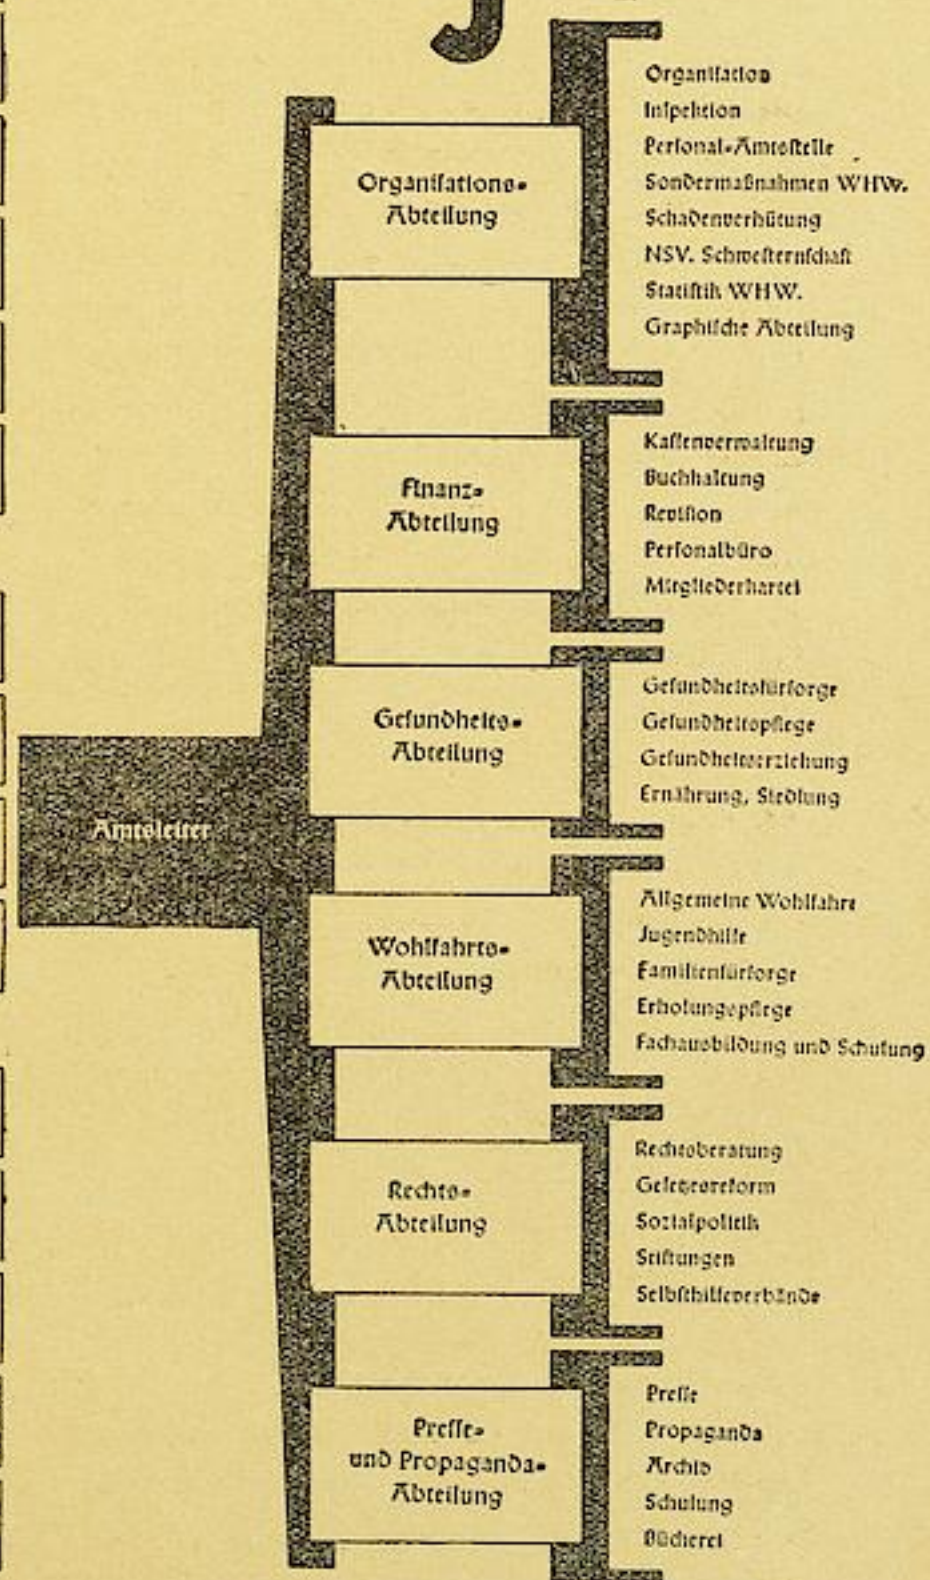 Amtsleiter
Organisations-
Abteilung
Organisation
Inspektion
Personal-Amtsstelle
Sondermaßnahmen WHW.
Schadenverhütung
NSV. Schwesternschaft
Statistik WHW.
Graphische Abteilung
Finanz-
Abteilung
Kassenverwaltung
Buchhaltung
Revision
Personalbüro
Mitgliederkartei
Gesundheits-
Abteilung
Gesundheitsfürsorge
Gesundheitspflege
Gesundheitserziehung
Ernährung, Siedlung
Wohlfahrts-
Abteilung
Allgemeine Wohlfahrt
Jugendhilfe
Familienfürsorge
Erholungspflege
Fachausbildung und Schulung
Rechts-
Abteilung
Rechtsberatung
Gesetzesreform
Sozialpolitik
Stiftungen
Selbsthilfeverbände
Presse-
und Propaganda-
Abteilung
Presse
Propaganda
Archiv
Schulung
Bücherei